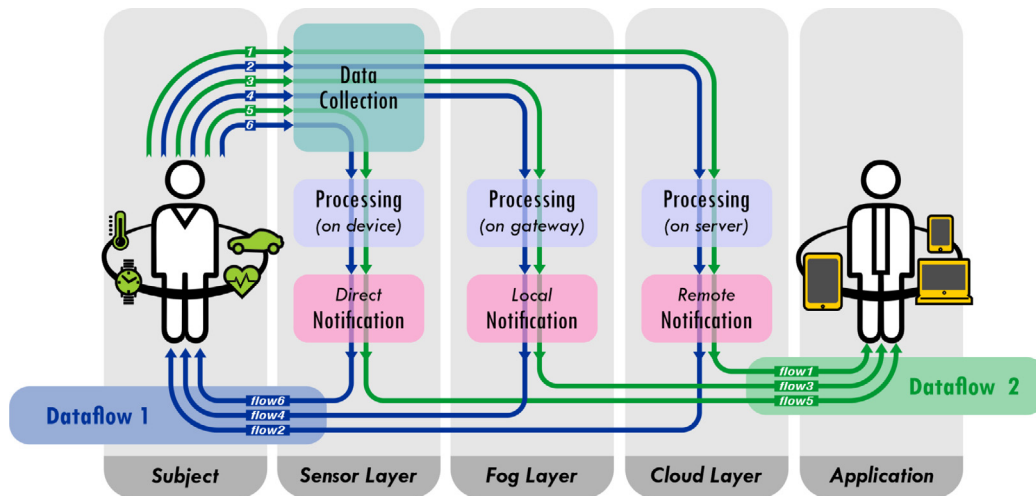 1
2
3
4
5
6
Data
Collection
Processing
(on device)
Processing
(on gateway)
Processing
(on server)
Direct
Notification
Local
Notification
Remote
Notification
flow1
flow3
flow5
Dataflow 2
Dataflow 1
flow6
flow4
flow2
Subject
Sensor Layer
Fog Layer
Cloud Layer
Application